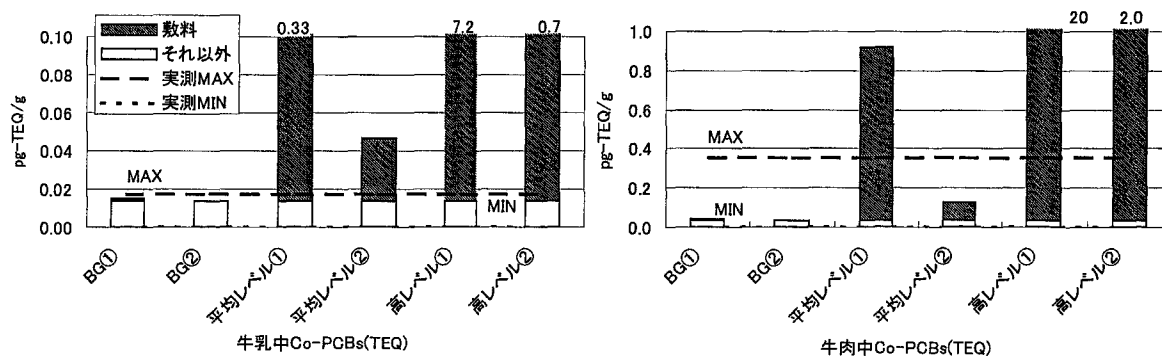 敷料
それ以外
実測MAX
実測MIN
0.33
7.2
0.7
pg-TEQ/g
0.10
0.08
0.06
0.04
0.02
0.00
MAX
MIN
BG①
BG②
平均レベル①
平均レベル②
高レベル①
高レベル②
牛乳中Co-PCBs(TEQ)
20
2.0
pg-TEQ/g
1.0
0.8
0.6
0.4
0.2
0.0
MAX
MIN
BG①
BG②
平均レベル①
平均レベル②
高レベル①
高レベル②
牛肉中Co-PCBs(TEQ)